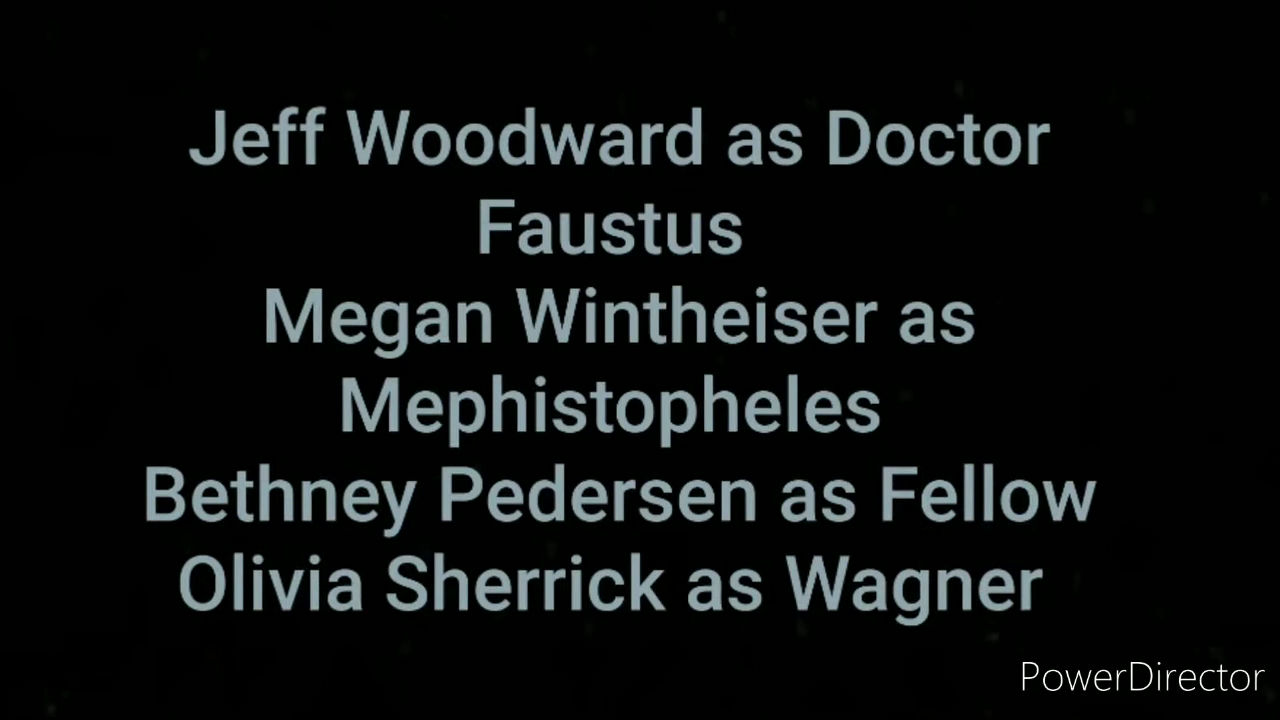 Jeff Woodward as Doctor
Faustus
Megan Wintheiser as
Mephistopheles
Bethney Pedersen as Fellow
Olivia Sherrick as Wagner
PowerDirector